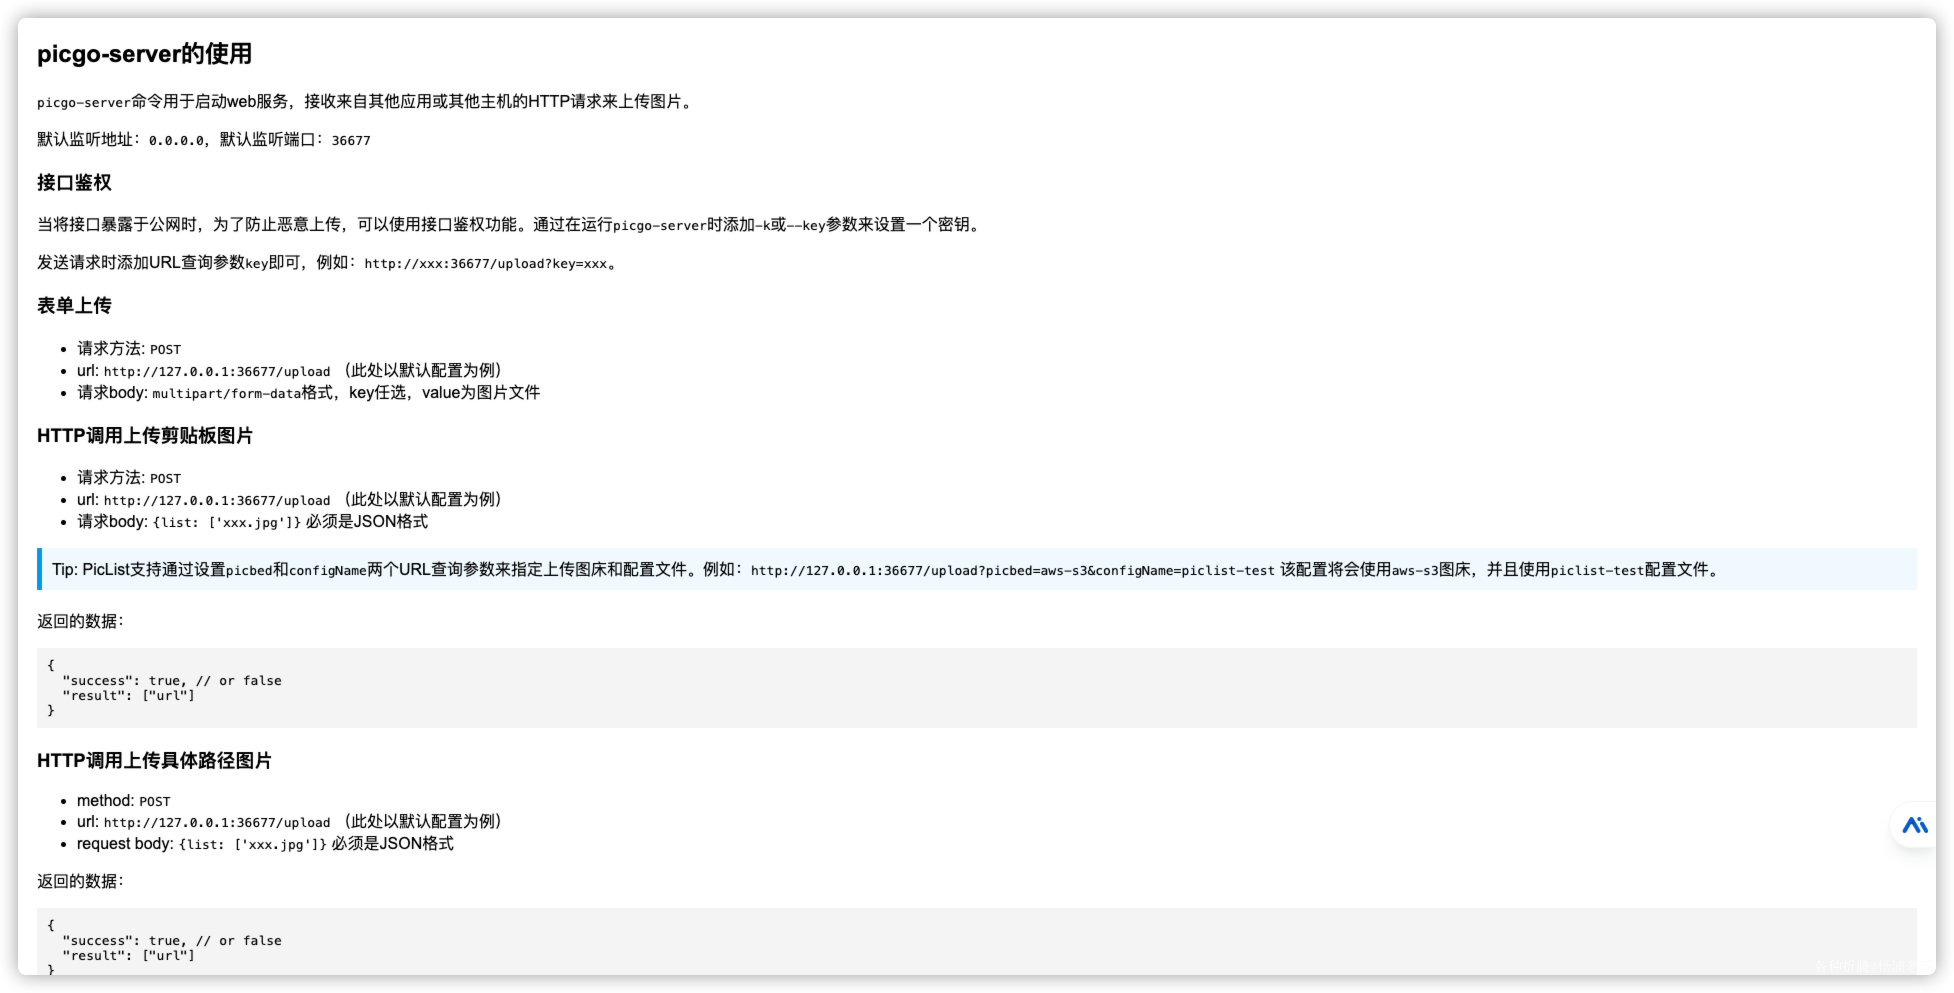 picgo-server的使用
picgo-server命令用于启动web服务，接收来自其他应用或其他主机的HTTP请求来上传图片。
默认监听地址：0.0.0.0，默认监听端口：36677
接口鉴权
当将接口暴露于公网时，为了防止恶意上传，可以使用接口鉴权功能。通过在运行picgo-server时添加-k或--key参数来设置一个密钥。
发送请求时添加URL查询参数key即可，例如：http://xxx:36677/upload?key=xxx。
表单上传
• 请求方法: POST
• url: http://127.0.0.1:36677/upload （此处以默认配置为例）
• 请求body: multipart/form-data格式，key任选，value为图片文件
HTTP调用上传剪贴板图片
• 请求方法: POST
• url: http://127.0.0.1:36677/upload （此处以默认配置为例）
• 请求body: {list: ['xxx.jpg']} 必须是JSON格式
Tip: PicList支持通过设置picbed和configName两个URL查询参数来指定上传图床和配置文件。例如：http://127.0.0.1:36677/upload?picbed=aws-s3&configName=piclist-test 该配置将会使用aws-s3图床，并且使用piclist-test配置文件。
返回的数据：
{
"success": true, // or false
"result": ["url"]
}
HTTP调用上传具体路径图片
• method: POST
• url: http://127.0.0.1:36677/upload （此处以默认配置为例）
• request body: {list: ['xxx.jpg']} 必须是JSON格式
返回的数据：
{
"success": true, // or false
"result": ["url"]
}